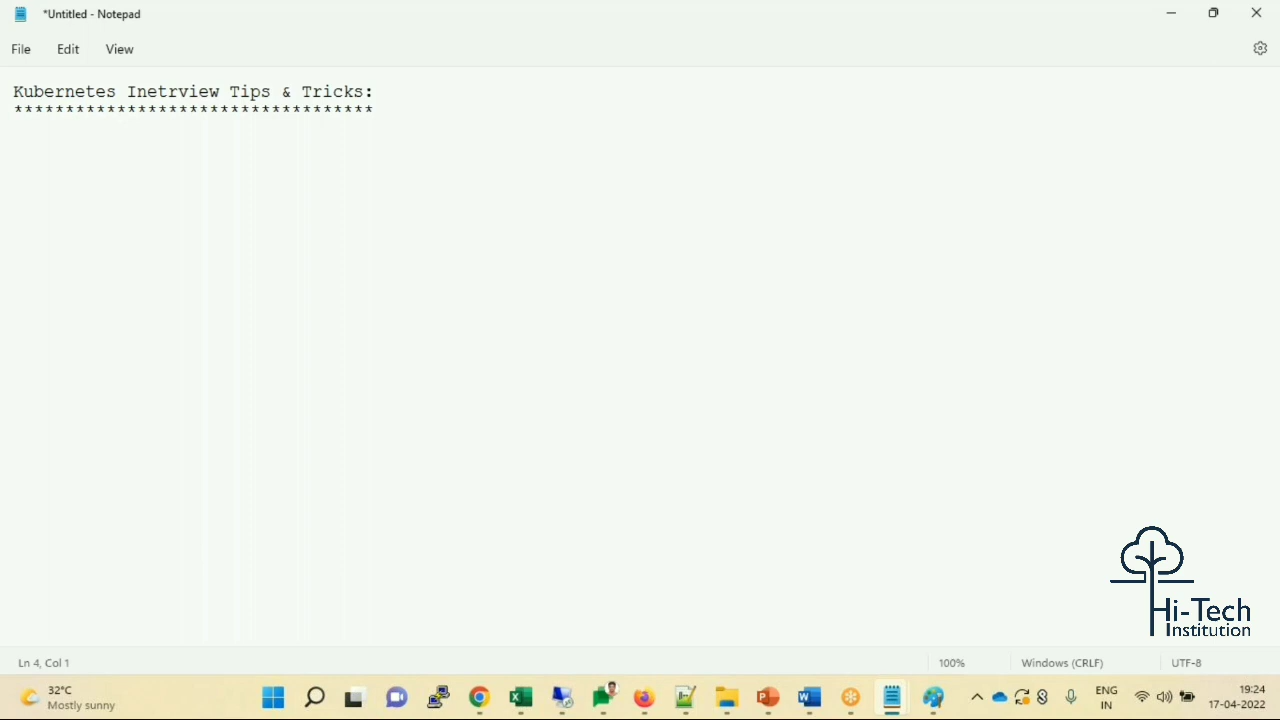 *Untitled - Notepad
File Edit View
Kubernetes Inetrview Tips & Tricks:
***********************************
Hi-Tech
Institution
Ln 4, Col 1 100% Windows (CRLF) UTF-8
32°C
Mostly sunny
ENG
IN
19:24
17-04-2022